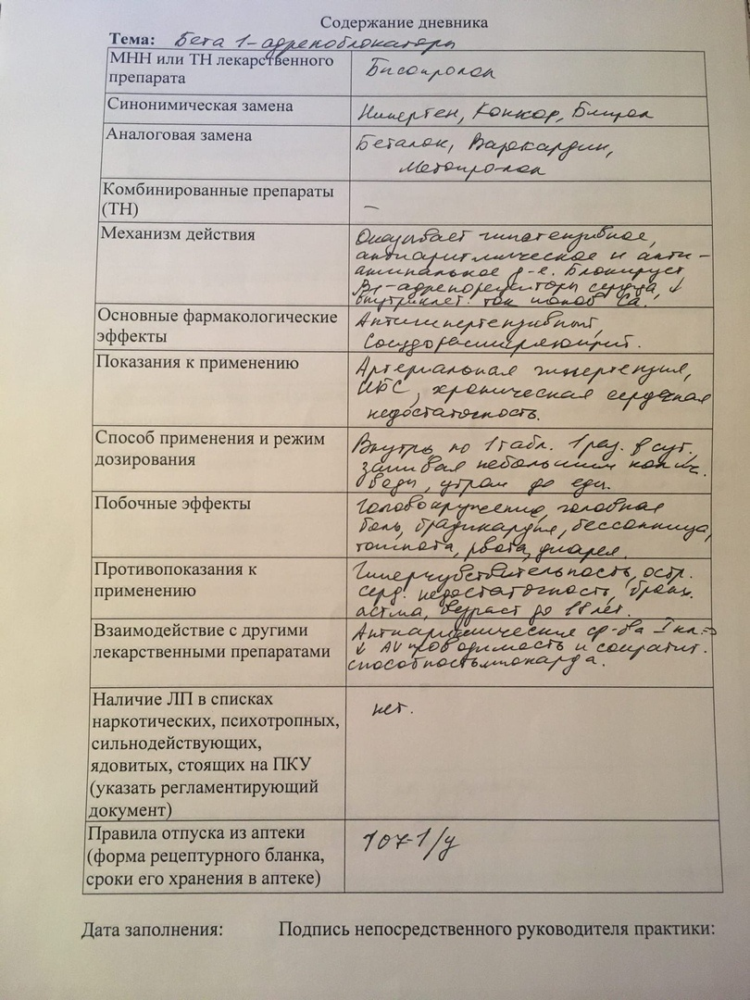 Содержание дневника
Тема: Бета 1-адреноблокаторы
МНН или ТН лекарственного
препарата
Бисопролол
Синонимическая замена
Нипертен, Конкор, Бипрол
Аналоговая замена
Беталок, Вазокардин,
Метопролол
Комбинированные препараты
(ТН)
–
Механизм действия
Оказывает гипотензивное,
антиаритмическое и анти-
ангинальное д-е. Блокирует
β1-адренорецепторы сердца, ↓
внутриклет. ток ионов Ca.
Основные фармакологические
эффекты
Антигипертензивный,
сосудорасширяющий.
Показания к применению
Артериальная гипертензия,
ИБС, хроническая сердечная
недостаточность.
Способ применения и режим
дозирования
Внутрь по 1 табл. 1 раз. в сут.
запивая небольшим кол-
воды, утром до еды.
Побочные эффекты
Головокружение, головная
боль, брадикардия, бессонница,
тошнота, рвота, диарея.
Противопоказания к
применению
Гиперчувствительность, остр.
серд. недостаточность, бронх.
астма, возраст до 18 лет.
Взаимодействие с другими
лекарственными препаратами
Антиаритмические ср-ва I кл. ⇒
↓ AV проводимость и сократит.
способность миокарда.
Наличие ЛП в списках
наркотических, психотропных,
сильнодействующих,
ядовитых, стоящих на ПКУ
(указать регламентирующий
документ)
нет.
Правила отпуска из аптеки
(форма рецептурного бланка,
сроки его хранения в аптеке)
107-1/у
Дата заполнения: Подпись непосредственного руководителя практики: